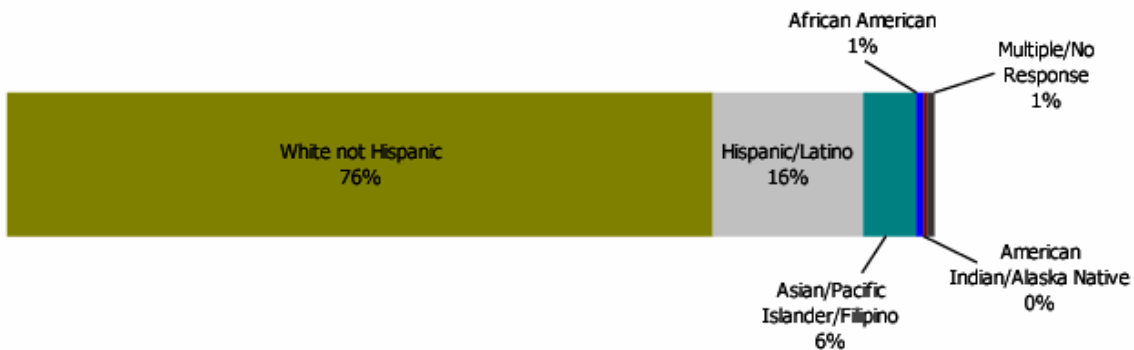 African American
1%
Multiple/No
Response
1%
White not Hispanic
76%
Hispanic/Latino
16%
Asian/Pacific
Islander/Filipino
6%
American
Indian/Alaska Native
0%